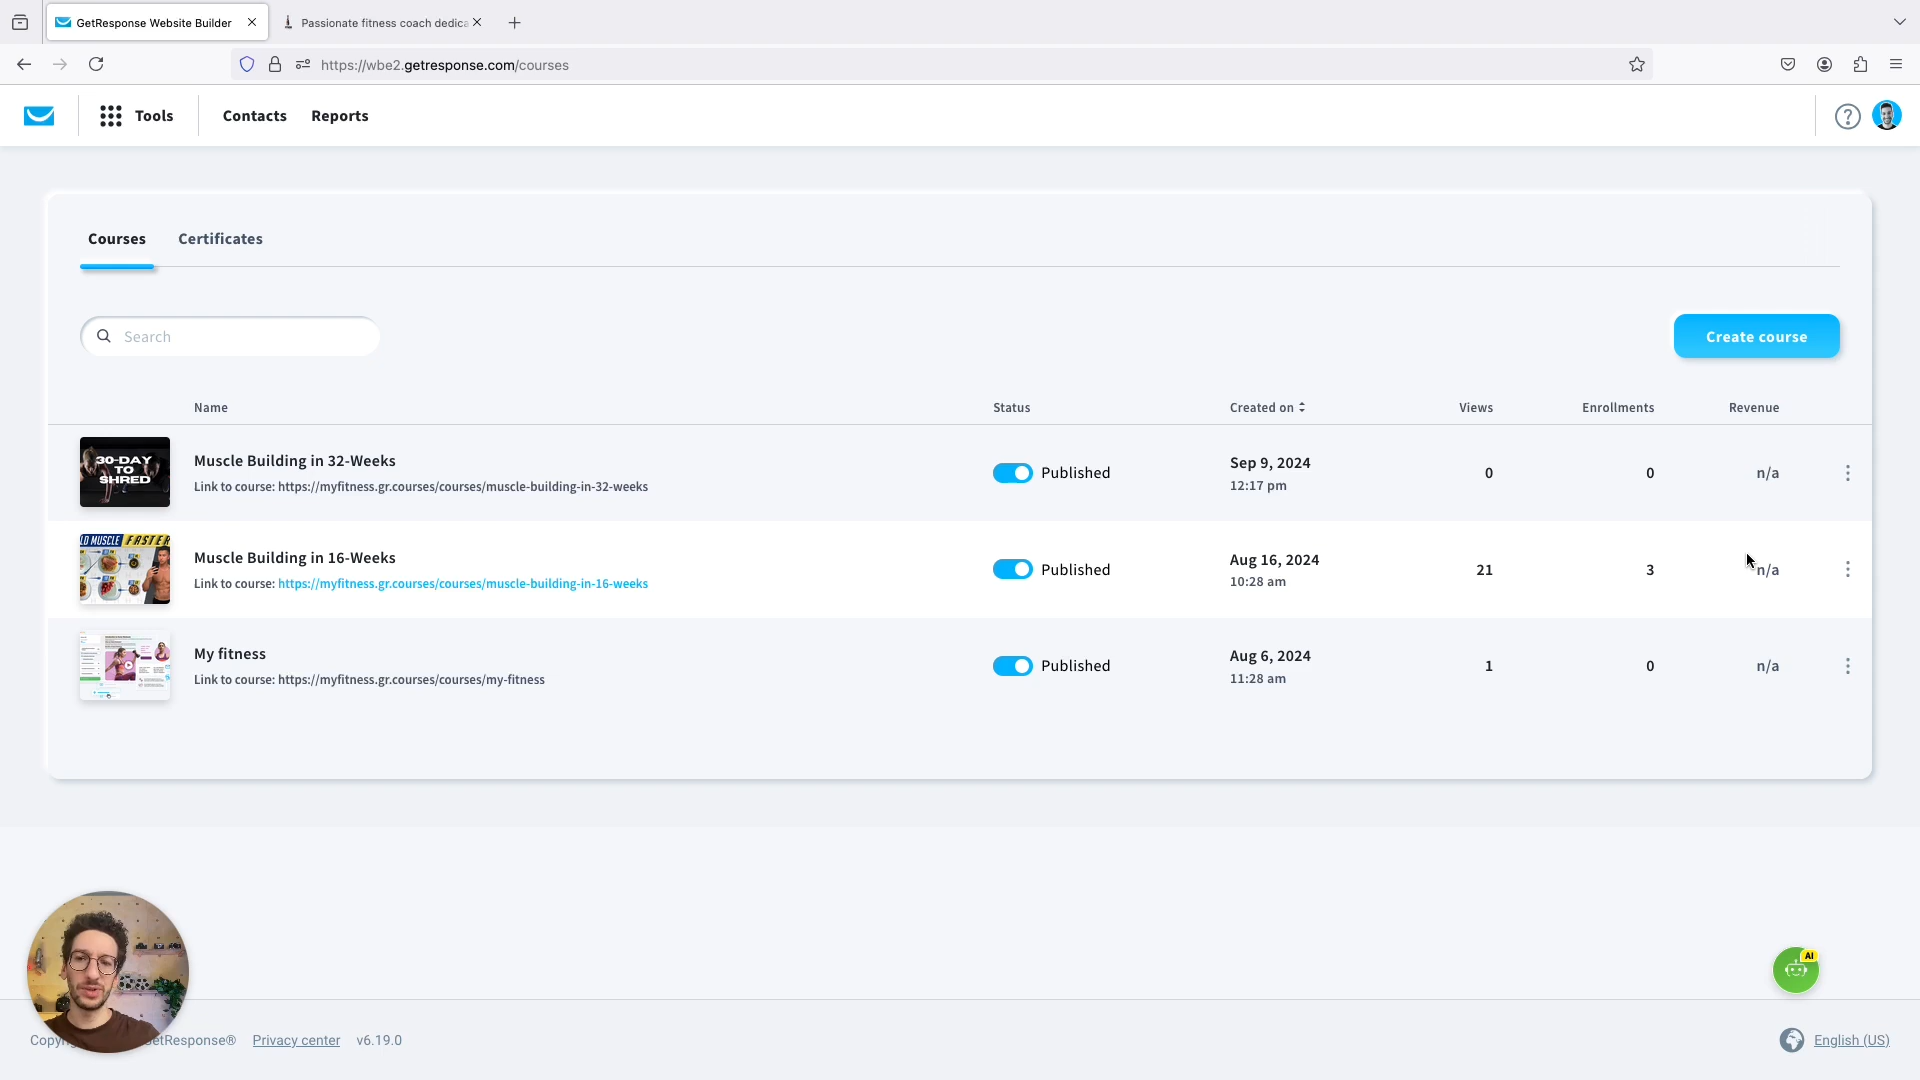 GetResponse Website Builder
Passionate fitness coach dedica
https://wbe2.getresponse.com/courses
Tools
Contacts
Reports
?
Courses
Certificates
Search
Create course
Name
Status
Created on
Views
Enrollments
Revenue
30-DAY
TO
SHRED
Muscle Building in 32-Weeks
Link to course: https://myfitness.gr.courses/courses/muscle-building-in-32-weeks
Published
Sep 9, 2024
12:17 pm
0
0
n/a
LD MUSCLE FASTER
Muscle Building in 16-Weeks
Link to course: https://myfitness.gr.courses/courses/muscle-building-in-16-weeks
Published
Aug 16, 2024
10:28 am
21
3
n/a
My fitness
Link to course: https://myfitness.gr.courses/courses/my-fitness
Published
Aug 6, 2024
11:28 am
1
0
n/a
AI
Copy etResponse®
Privacy center
v6.19.0
English (US)